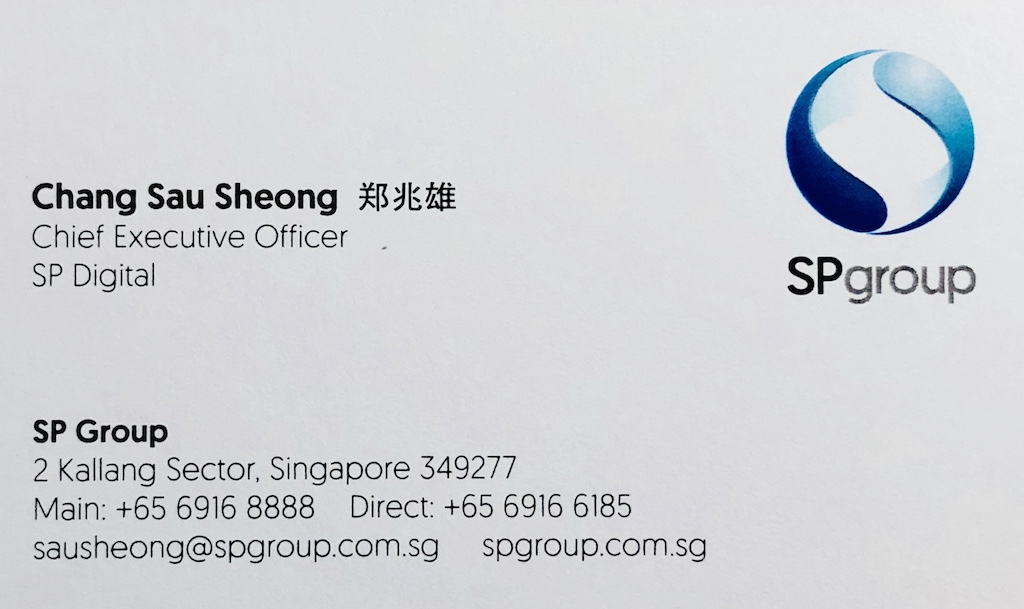 Chang Sau Sheong 郑兆雄
Chief Executive Officer
SP Digital
SPgroup
SP Group
2 Kallang Sector, Singapore 349277
Main: +65 6916 8888 Direct: +65 6916 6185
sausheong@spgroup.com.sg spgroup.com.sg